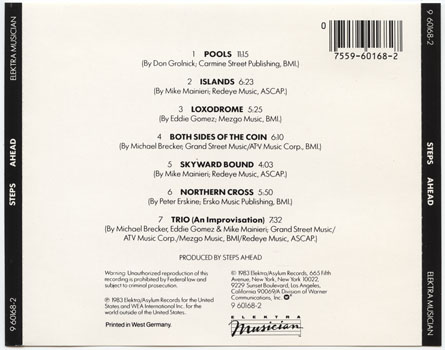 ELEKTRA MUSICIAN
STEPS AHEAD
9 60168-2
0
7559-60168-2
1 POOLS 11:15
(By Don Grolnick; Carmine Street Publishing, BMI.)
2 ISLANDS 6:23
(By Mike Mainieri; Redeye Music, ASCAP.)
3 LOXODROME 5:25
(By Eddie Gomez; Mezgo Music, BMI.)
4 BOTH SIDES OF THE COIN 6:10
(By Michael Brecker; Grand Street Music/ATV Music Corp., BMI.)
5 SKYWARD BOUND 4:03
(By Mike Mainieri; Redeye Music, ASCAP.)
6 NORTHERN CROSS 5:50
(By Peter Erskine; Ersko Music Publishing, BMI.)
7 TRIO (An Improvisation) 7:32
(By Michael Brecker, Eddie Gomez & Mike Mainieri; Grand Street Music/
ATV Music Corp./Mezgo Music, BMI/Redeye Music, ASCAP.)
PRODUCED BY STEPS AHEAD
Warning: Unauthorized reproduction of this
recording is prohibited by Federal law and
subject to criminal prosecution.
℗ 1983 Elektra/Asylum Records for the United
States and WEA International Inc. for the
world outside of the United States.
Printed in West Germany.
© 1983 Elektra/Asylum Records, 665 Fifth
Avenue, New York, New York 10022,
9229 Sunset Boulevard, Los Angeles,
California 90069/A Division of Warner
Communications, Inc.
9 60168-2
ELEKTRA
Musician
9 60168-2
STEPS AHEAD
ELEKTRA MUSICIAN